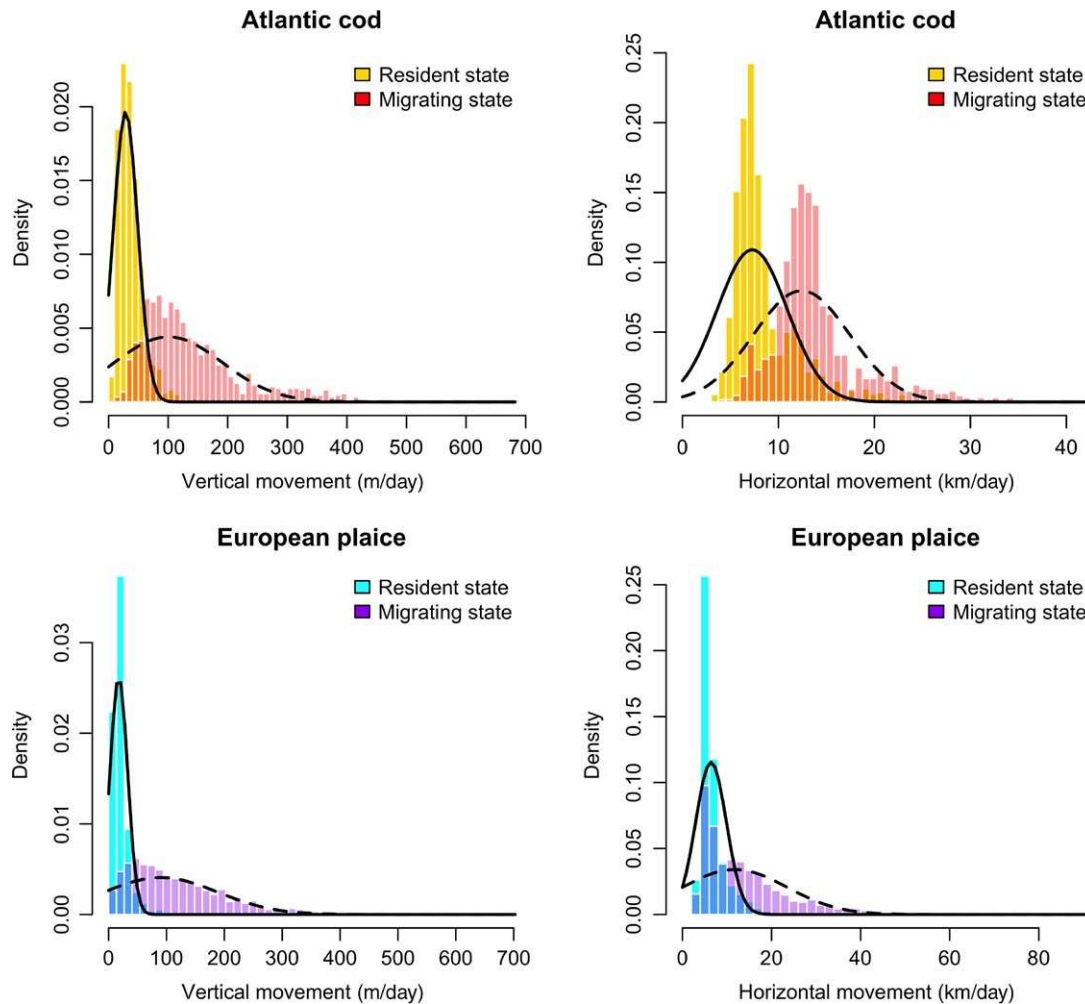 Atlantic cod
Resident state
Migrating state
Density
0.000 0.005 0.010 0.015 0.020
0 100 200 300 400 500 600 700
Vertical movement (m/day)
Atlantic cod
Resident state
Migrating state
Density
0.00 0.05 0.10 0.15 0.20 0.25
0 10 20 30 40
Horizontal movement (km/day)
European plaice
Resident state
Migrating state
Density
0.00 0.01 0.02 0.03
0 100 200 300 400 500 600 700
Vertical movement (m/day)
European plaice
Resident state
Migrating state
Density
0.00 0.05 0.10 0.15 0.20 0.25
0 20 40 60 80
Horizontal movement (km/day)